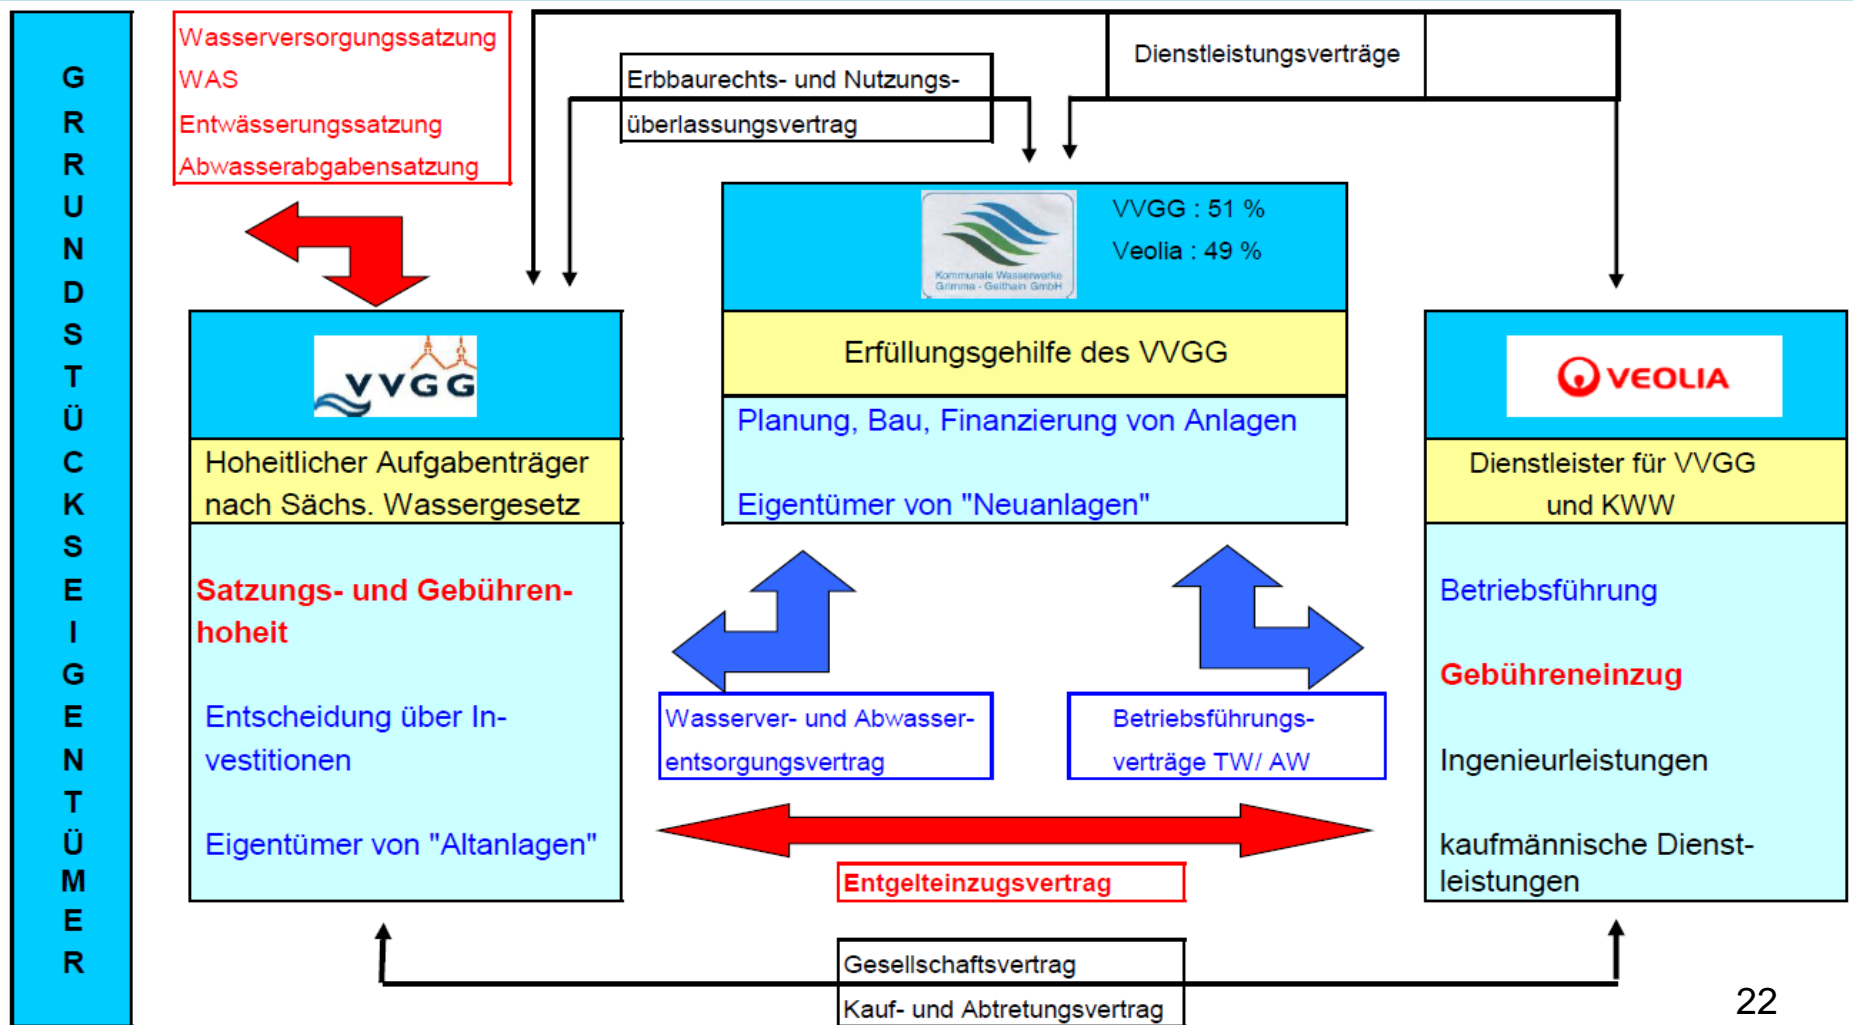 G
R
R
U
N
D
S
T
Ü
C
K
S
E
I
G
E
N
T
Ü
M
E
R
Wasserversorgungssatzung
WAS
Entwässerungssatzung
Abwasserabgabensatzung
Erbbaurechts- und Nutzungs-
überlassungsvertrag
Dienstleistungsverträge
Kommunale Wasserwerke
Grimma - Geithain GmbH
VVGG : 51 %
Veolia : 49 %
Erfüllungsgehilfe des VVGG
Planung, Bau, Finanzierung von Anlagen
Eigentümer von "Neuanlagen"
VVGG
Hoheitlicher Aufgabenträger
nach Sächs. Wassergesetz
Satzungs- und Gebühren-
hoheit
Entscheidung über In-
vestitionen
Eigentümer von "Altanlagen"
VEOLIA
Dienstleister für VVGG
und KWW
Betriebsführung
Gebühreneinzug
Ingenieurleistungen
kaufmännische Dienst-
leistungen
Wasserver- und Abwasser-
entsorgungsvertrag
Betriebsführungs-
verträge TW/ AW
Entgelteinzugsvertrag
Gesellschaftsvertrag
Kauf- und Abtretungsvertrag
22